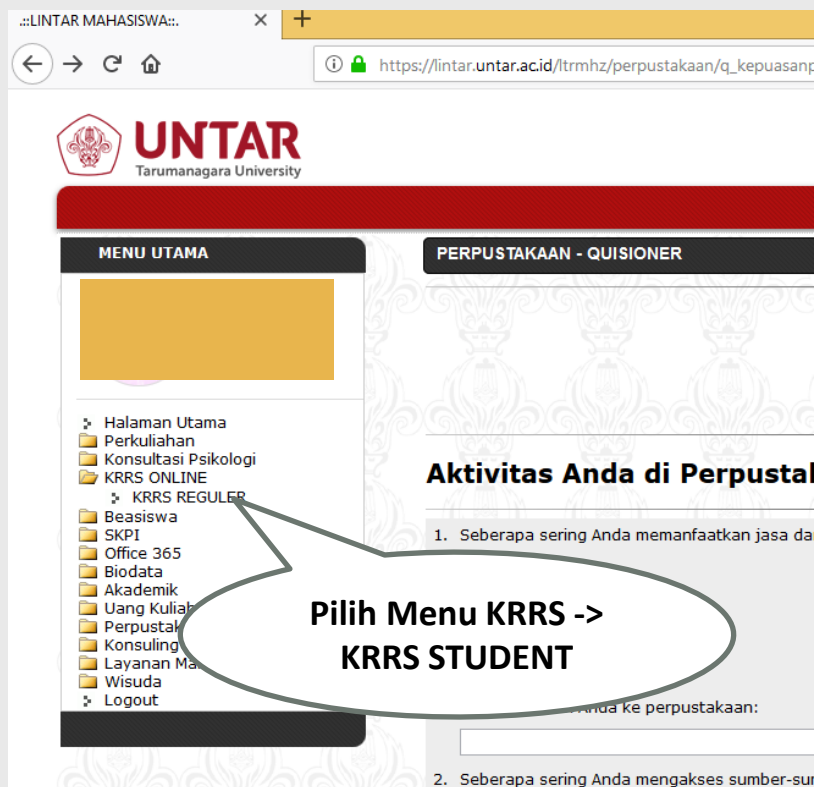 .::LINTAR MAHASISWA::.
https://lintar.untar.ac.id/ltrmhz/perpustakaan/q_kepuasanp
UNTAR
Tarumanagara University
MENU UTAMA
Halaman Utama
Perkuliahan
Konsultasi Psikologi
KRRS ONLINE
KRRS REGULER
Beasiswa
SKPI
Office 365
Biodata
Akademik
Uang Kuliah
Perpustak
Konsuling
Layanan Ma
Wisuda
Logout
PERPUSTAKAAN - QUISIONER
Aktivitas Anda di Perpustak
1. Seberapa sering Anda memanfaatkan jasa da
Pilih Menu KRRS ->
KRRS STUDENT
Anda ke perpustakaan:
2. Seberapa sering Anda mengakses sumber-sum